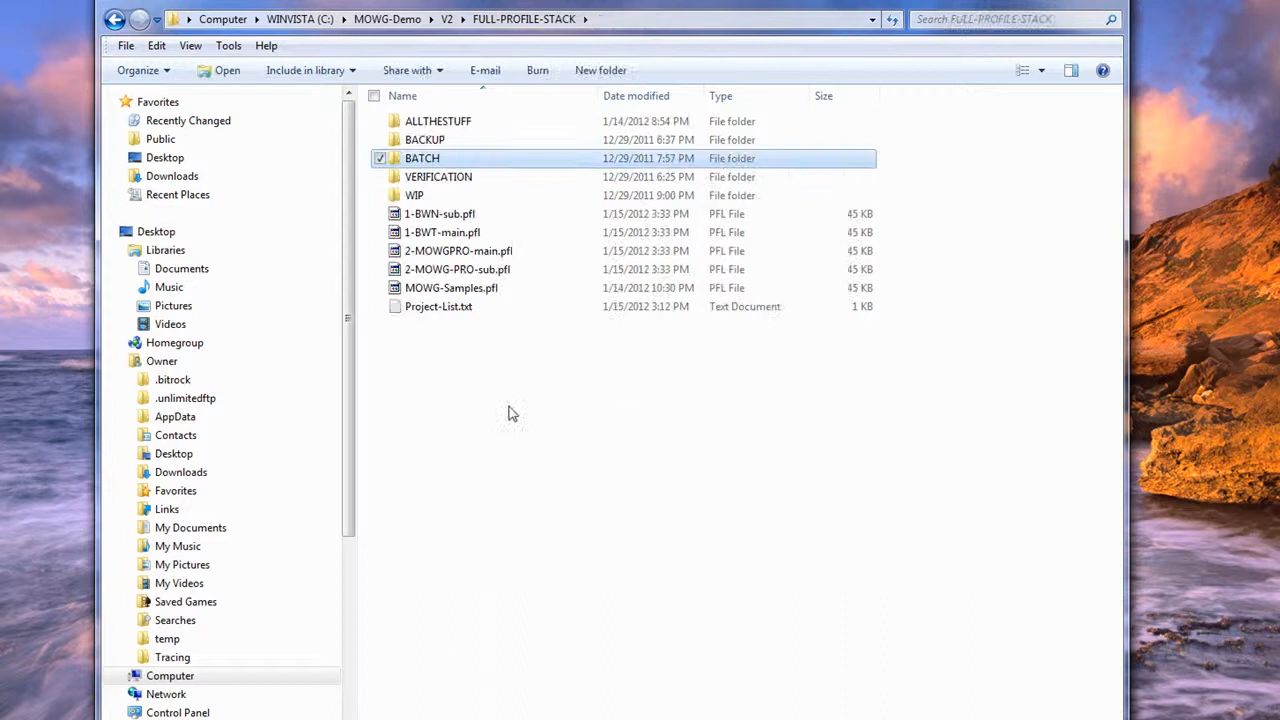 Computer WINVISTA (C:) MOWG-Demo V2 FULL-PROFILE-STACK Search FULL-PROFILE-STACK
File Edit View Tools Help
Organize Open Include in library Share with E-mail Burn New folder
Name Date modified Type Size
ALLTHESTUFF 1/14/2012 8:54 PM File folder
BACKUP 12/29/2011 6:37 PM File folder
BATCH 12/29/2011 7:57 PM File folder
VERIFICATION 12/29/2011 6:25 PM File folder
WIP 12/29/2011 9:00 PM File folder
1-BWN-sub.pfl 1/15/2012 3:33 PM PFL File 45 KB
1-BWT-main.pfl 1/15/2012 3:33 PM PFL File 45 KB
2-MOWGPRO-main.pfl 1/15/2012 3:33 PM PFL File 45 KB
2-MOWG-PRO-sub.pfl 1/15/2012 3:33 PM PFL File 45 KB
MOWG-Samples.pfl 1/14/2012 10:30 PM PFL File 45 KB
Project-List.txt 1/15/2012 3:12 PM Text Document 1 KB
Favorites
Recently Changed
Public
Desktop
Downloads
Recent Places
Desktop
Libraries
Documents
Music
Pictures
Videos
Homegroup
Owner
.bitrock
.unlimitedftp
AppData
Contacts
Desktop
Downloads
Favorites
Links
My Documents
My Music
My Pictures
My Videos
Saved Games
Searches
temp
Tracing
Computer
Network
Control Panel